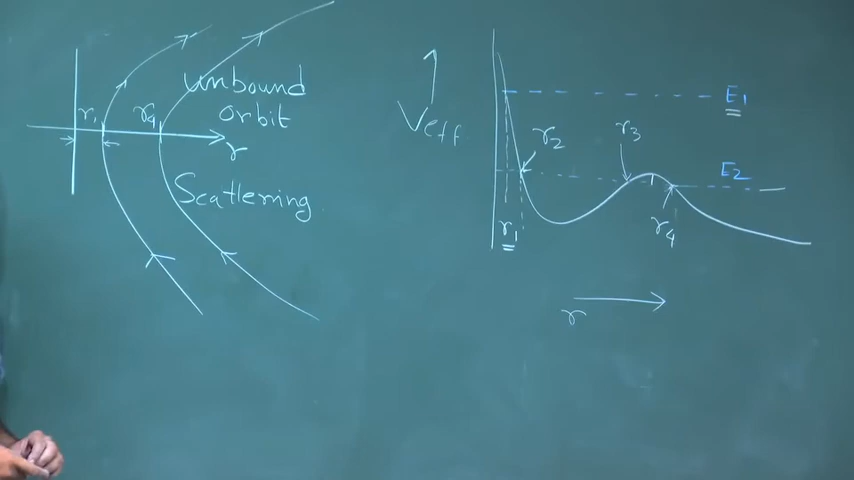 r1
r4
unbound
orbit
r
Scattering
Veff
E1
r2
r3
E2
r1
r4
r